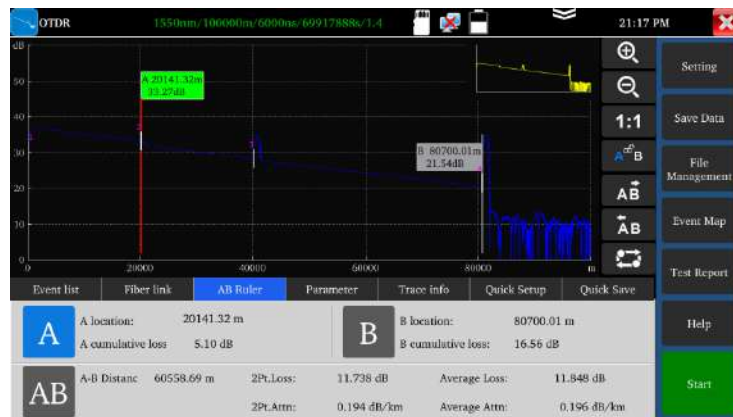 OTDR 1550nm/100000m/6000ns/69917888s/1.4 21:17 PM
dB
50
40
30
20
10
0
0 20000 40000 60000 80000 m
A 20141.32m
33.27dB
B 80700.01m
21.54dB
1:1
A B
AB
AB
Event list Fiber link AB Ruler Parameter Trace info Quick Setup Quick Save
A
A location: 20141.32 m
A cumulative loss 5.10 dB
B
B location: 80700.01 m
B cumulative loss: 16.56 dB
AB
A-B Distanc 60558.69 m 2Pt.Loss: 11.738 dB Average Loss: 11.848 dB
2Pt.Attn: 0.194 dB/km Average Attn: 0.196 dB/km
Setting
Save Data
File
Management
Event Map
Test Report
Help
Start